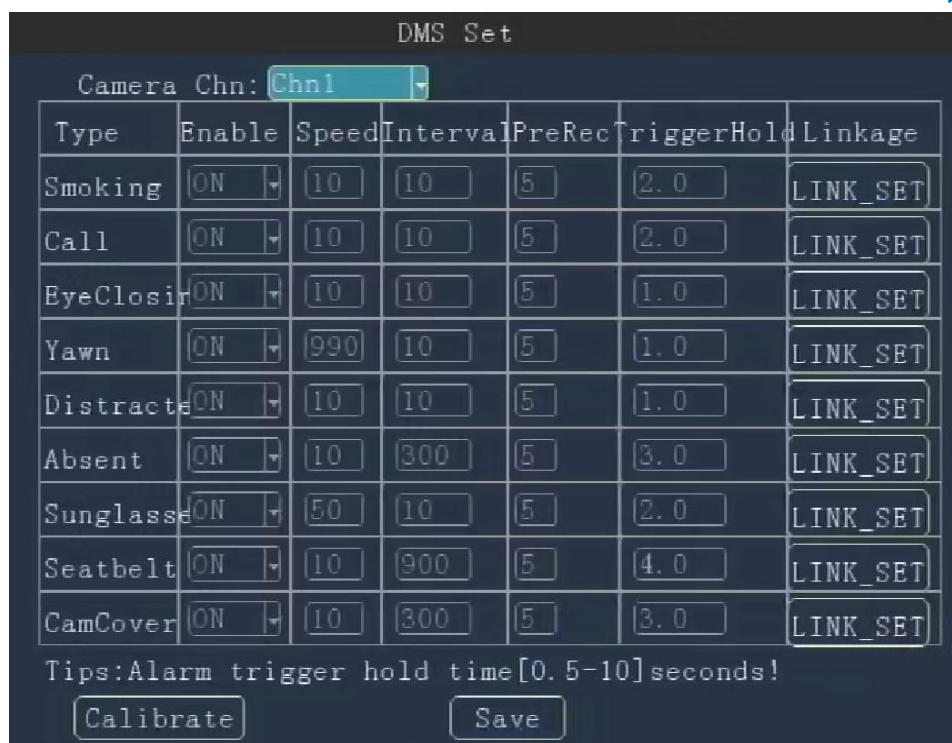 DMS Set
Camera Chn: Chn1
Type Enable Speed Interval PreRec TriggerHold Linkage
Smoking ON 10 10 5 2.0 LINK_SET
Call ON 10 10 5 2.0 LINK_SET
EyeClosin ON 10 10 5 1.0 LINK_SET
Yawn ON 990 10 5 1.0 LINK_SET
Distracte ON 10 10 5 1.0 LINK_SET
Absent ON 10 300 5 3.0 LINK_SET
Sunglasse ON 50 10 5 2.0 LINK_SET
Seatbelt ON 10 900 5 4.0 LINK_SET
CamCover ON 10 300 5 3.0 LINK_SET
Tips:Alarm trigger hold time[0.5-10]seconds!
Calibrate Save